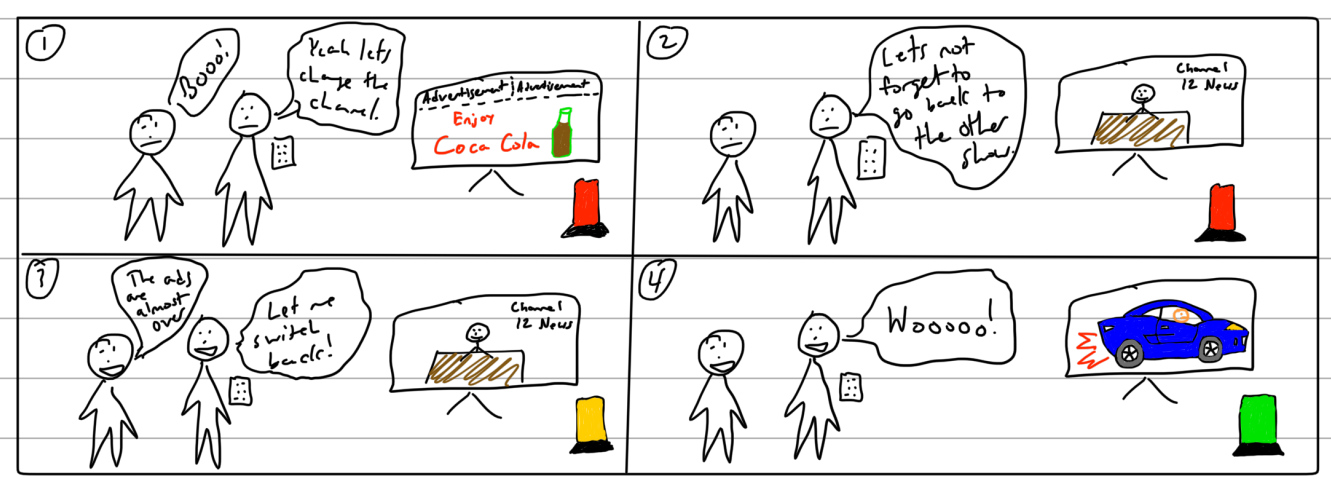 1
Booo!
Yeah lets
change the
channel.
Advertisement | Advertisement
Enjoy
Coca Cola
2
Lets not
forget to
go back to
the other
show.
Channel
12 News
3
The ads
are
almost
over
Let me
switch
back!
Channel
12 News
4
Wooooo!